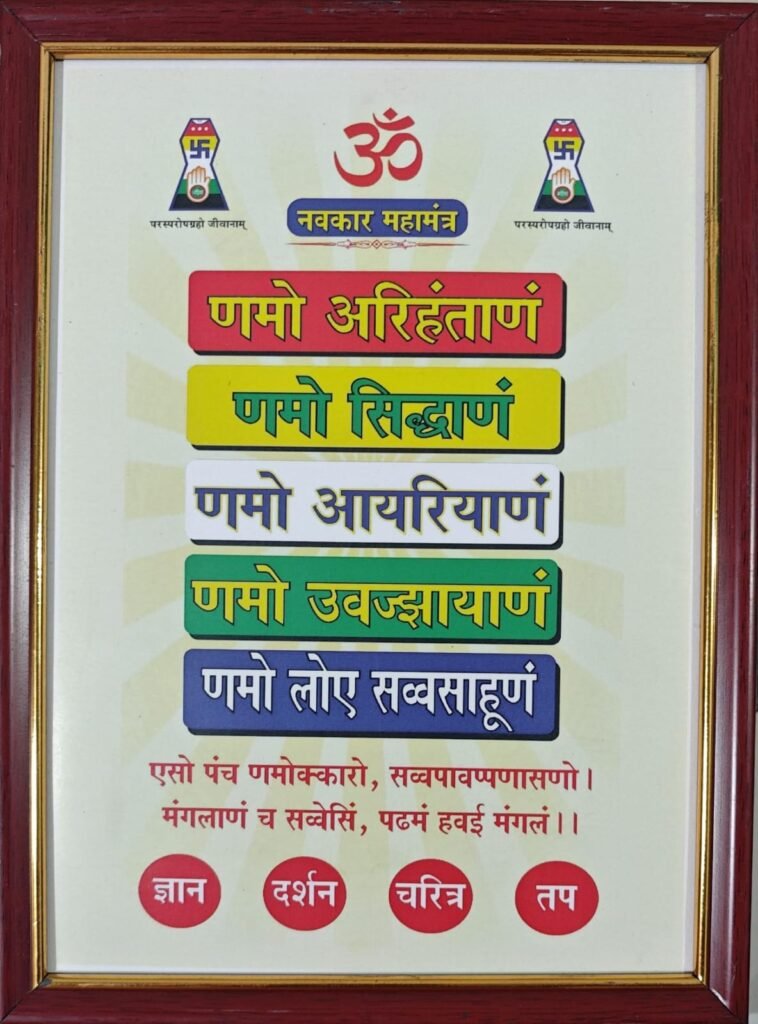 ॐ
नवकार महामंत्र
परस्परोपग्रहो जीवानाम् परस्परोपग्रहो जीवानाम्
णमो अरिहंताणं
णमो सिद्धाणं
णमो आयरियाणं
णमो उवज्झायाणं
णमो लोए सव्वसाहूणं
एसो पंच णमोक्कारो, सव्वपावप्पणासणो।
मंगलाणं च सव्वेसिं, पढमं हवई मंगलं।।
ज्ञान दर्शन चरित्र तप